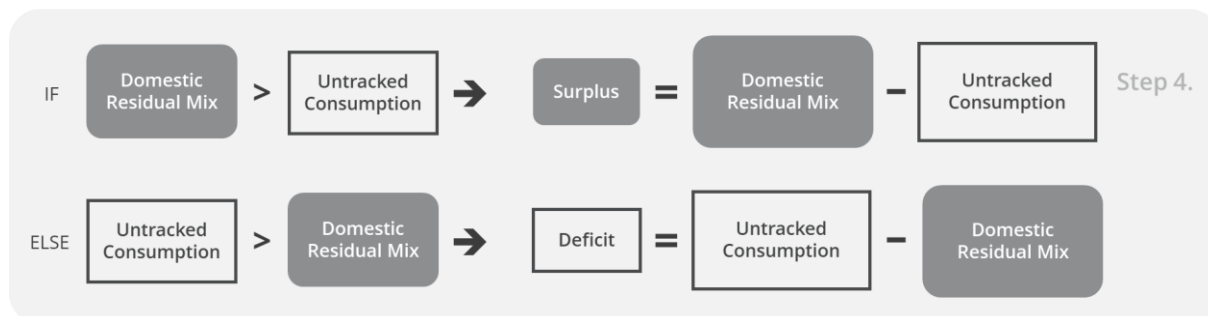 IF
Domestic
Residual Mix
>
Untracked
Consumption
➔
Surplus
=
Domestic
Residual Mix
–
Untracked
Consumption
Step 4.
ELSE
Untracked
Consumption
>
Domestic
Residual Mix
➔
Deficit
=
Untracked
Consumption
–
Domestic
Residual Mix